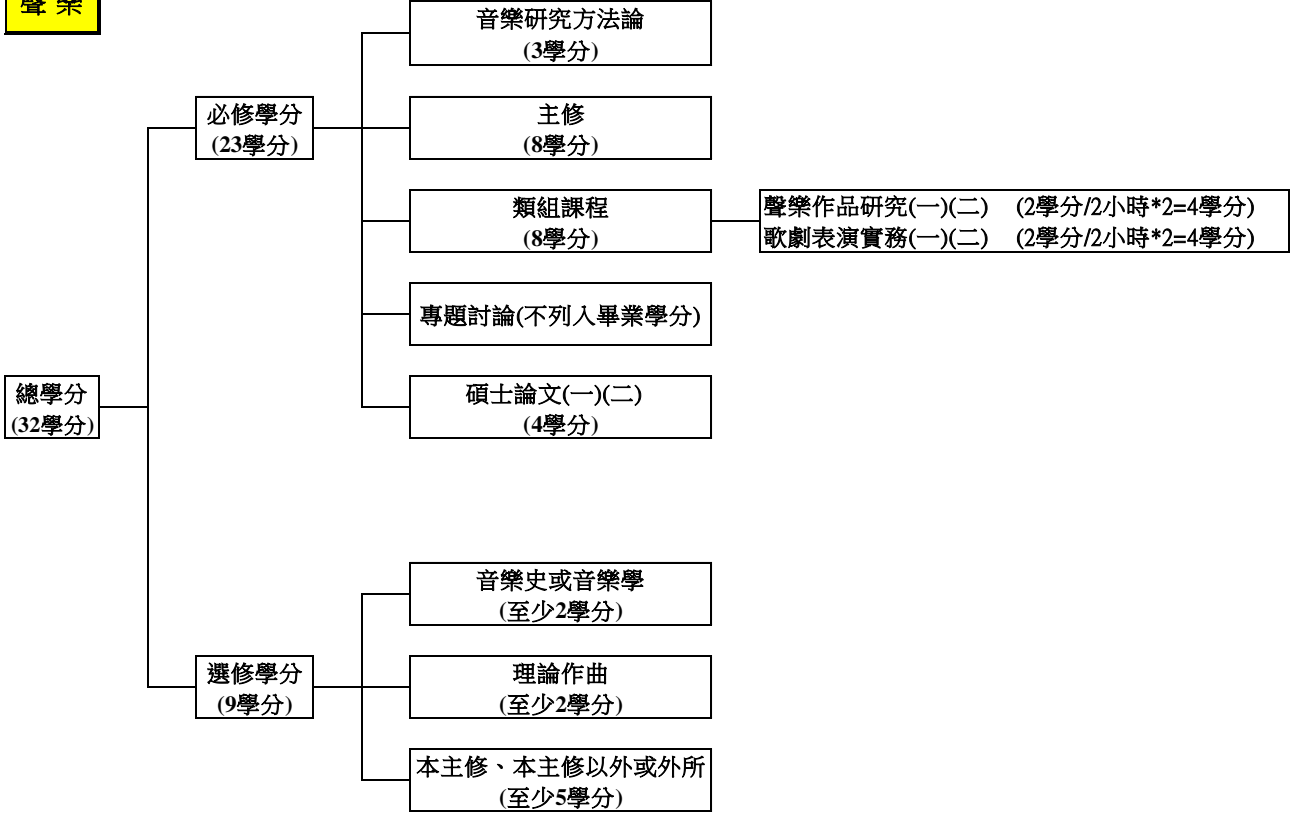 聲 樂
音樂研究方法論
(3學分)
必修學分
(23學分)
主修
(8學分)
類組課程
(8學分)
聲樂作品研究(一)(二) (2學分/2小時*2=4學分)
歌劇表演實務(一)(二) (2學分/2小時*2=4學分)
專題討論(不列入畢業學分)
總學分
(32學分)
碩士論文(一)(二)
(4學分)
音樂史或音樂學
(至少2學分)
選修學分
(9學分)
理論作曲
(至少2學分)
本主修、本主修以外或外所
(至少5學分)